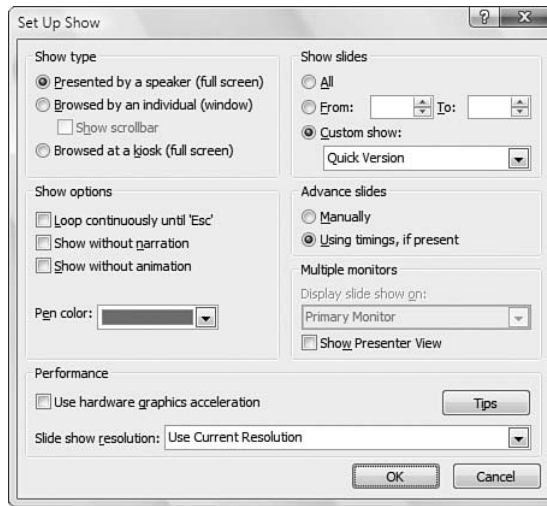 Set Up Show
Show type
Presented by a speaker (full screen)
Browsed by an individual (window)
Show scrollbar
Browsed at a kiosk (full screen)
Show slides
All
From: To:
Custom show:
Quick Version
Show options
Loop continuously until 'Esc'
Show without narration
Show without animation
Pen color:
Advance slides
Manually
Using timings, if present
Multiple monitors
Display slide show on:
Primary Monitor
Show Presenter View
Performance
Use hardware graphics acceleration
Tips
Slide show resolution: Use Current Resolution
OK Cancel